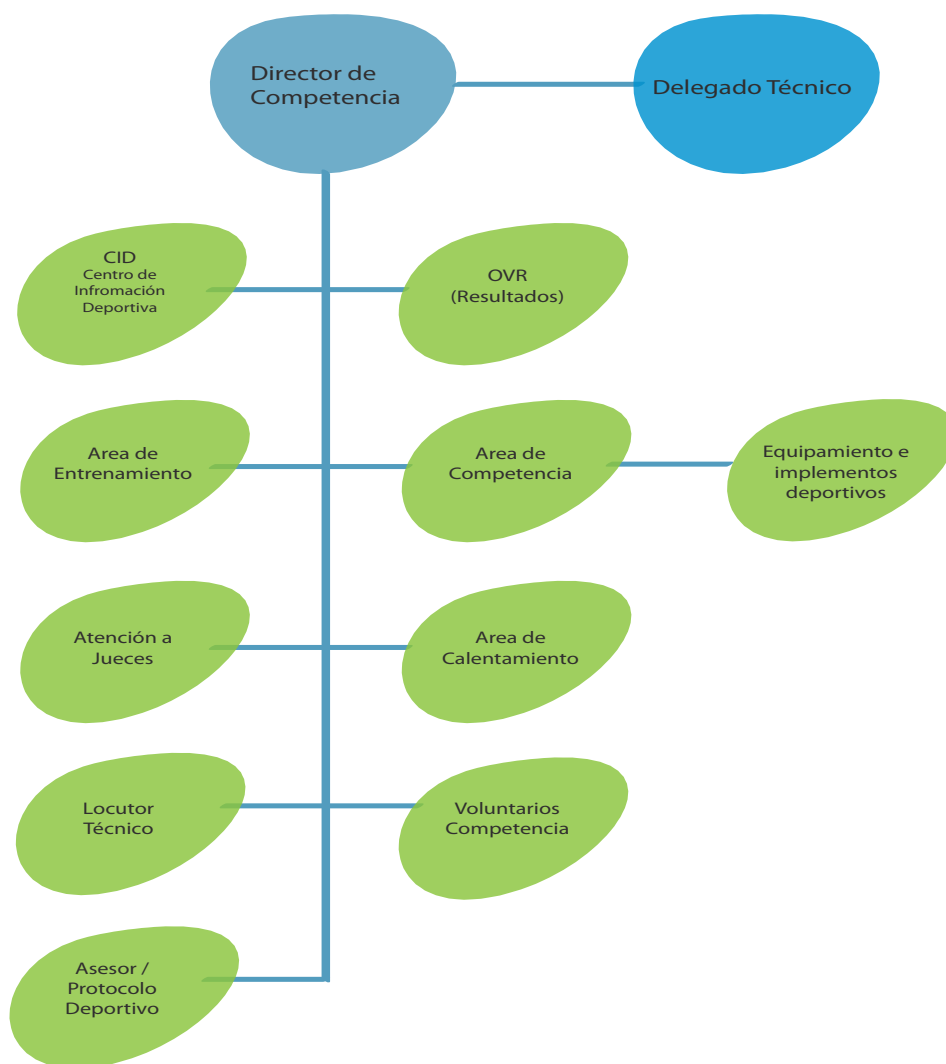 Director de
Competencia
Delegado Técnico
CID
Centro de
Infromación
Deportiva
OVR
(Resultados)
Area de
Entrenamiento
Area de
Competencia
Equipamiento e
implementos
deportivos
Atención a
Jueces
Area de
Calentamiento
Locutor
Técnico
Voluntarios
Competencia
Asesor /
Protocolo
Deportivo